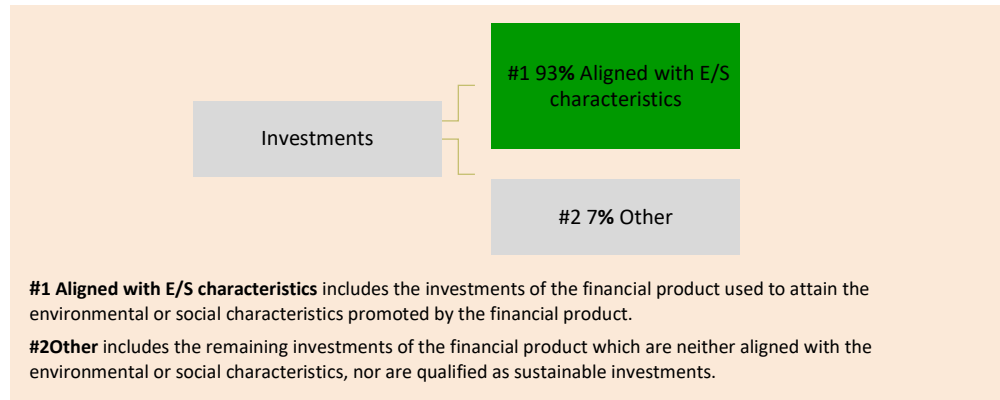 #1 93% Aligned with E/S
characteristics
Investments
#2 7% Other
#1 Aligned with E/S characteristics includes the investments of the financial product used to attain the
environmental or social characteristics promoted by the financial product.
#2Other includes the remaining investments of the financial product which are neither aligned with the
environmental or social characteristics, nor are qualified as sustainable investments.